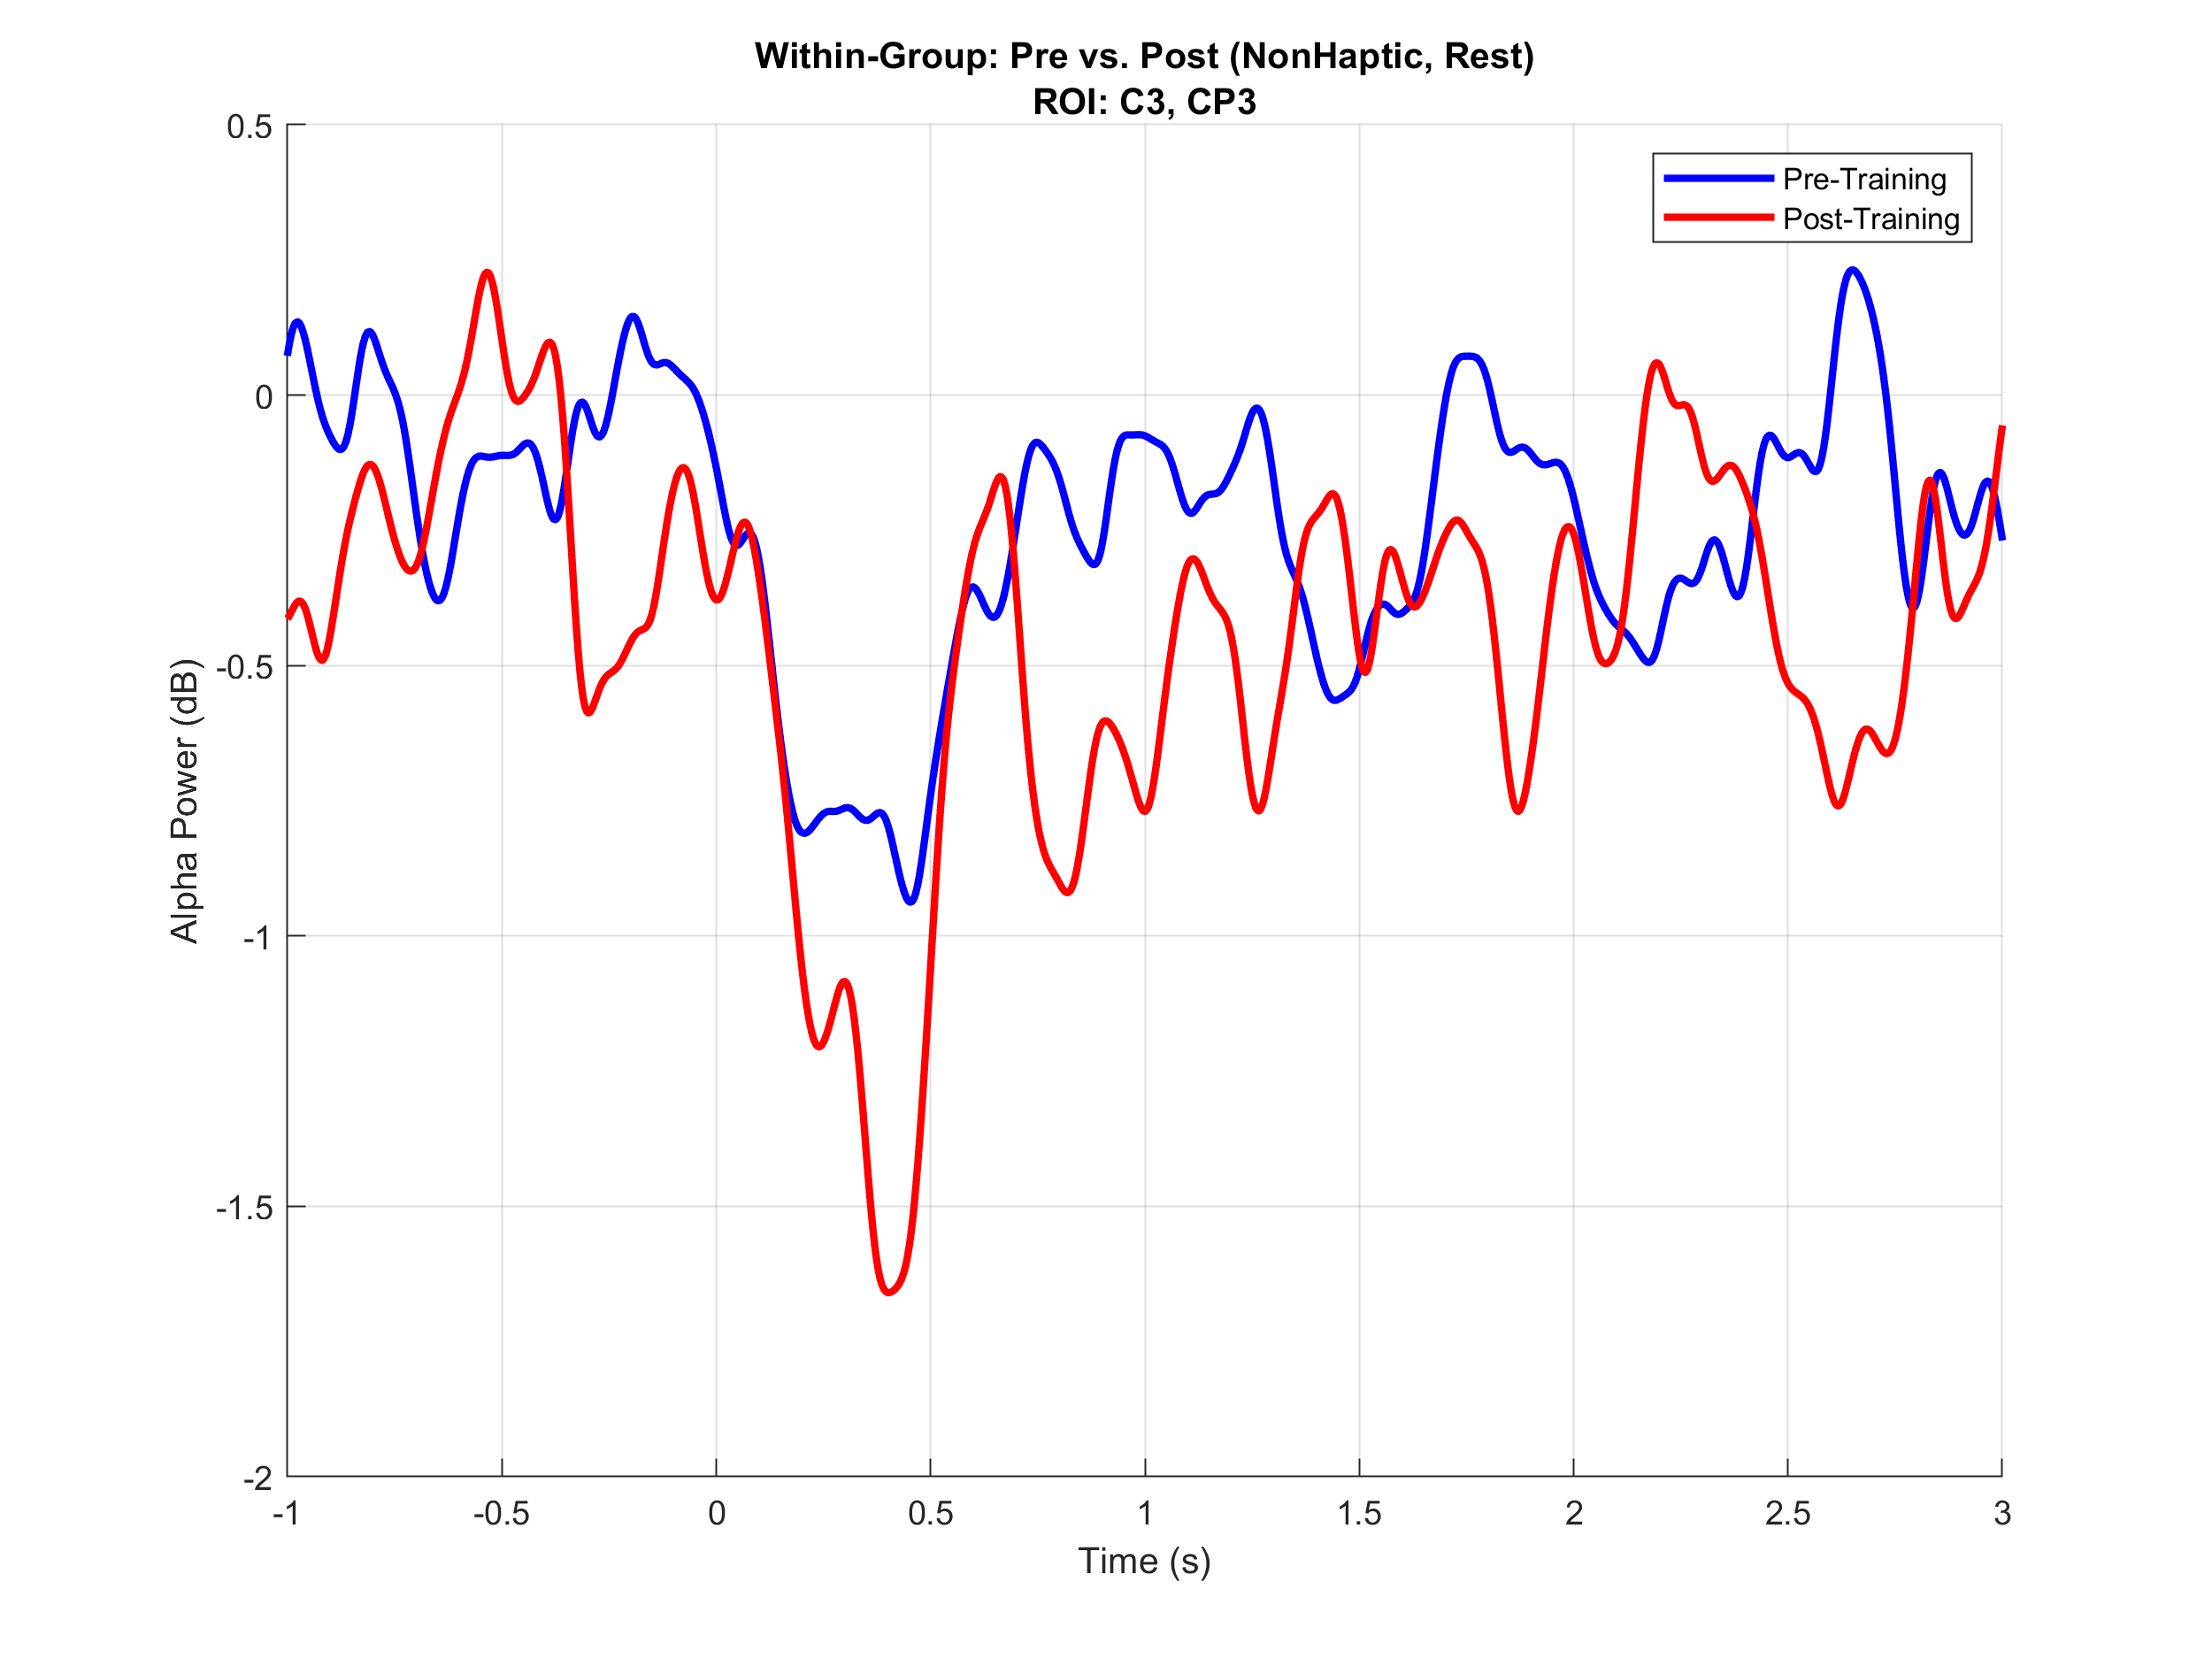 Within-Group: Pre vs. Post (NonHaptic, Rest)
ROI: C3, CP3
Pre-Training
Post-Training
Alpha Power (dB)
0.5
0
-0.5
-1
-1.5
-2
-1
-0.5
0
0.5
1
1.5
2
2.5
3
Time (s)